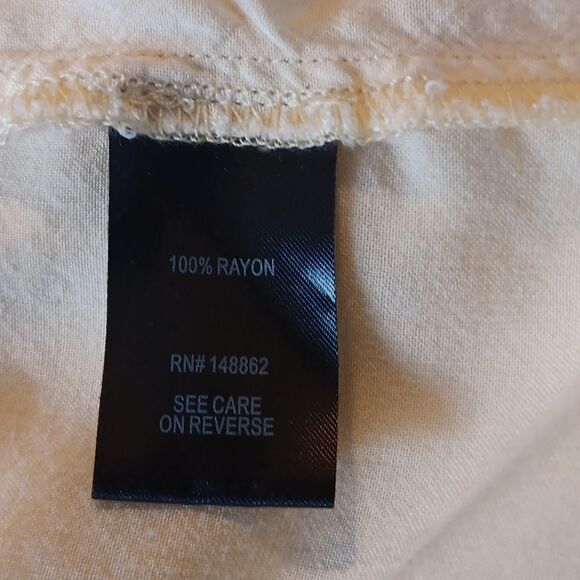 100% RAYON
RN# 148862
SEE CARE
ON REVERSE